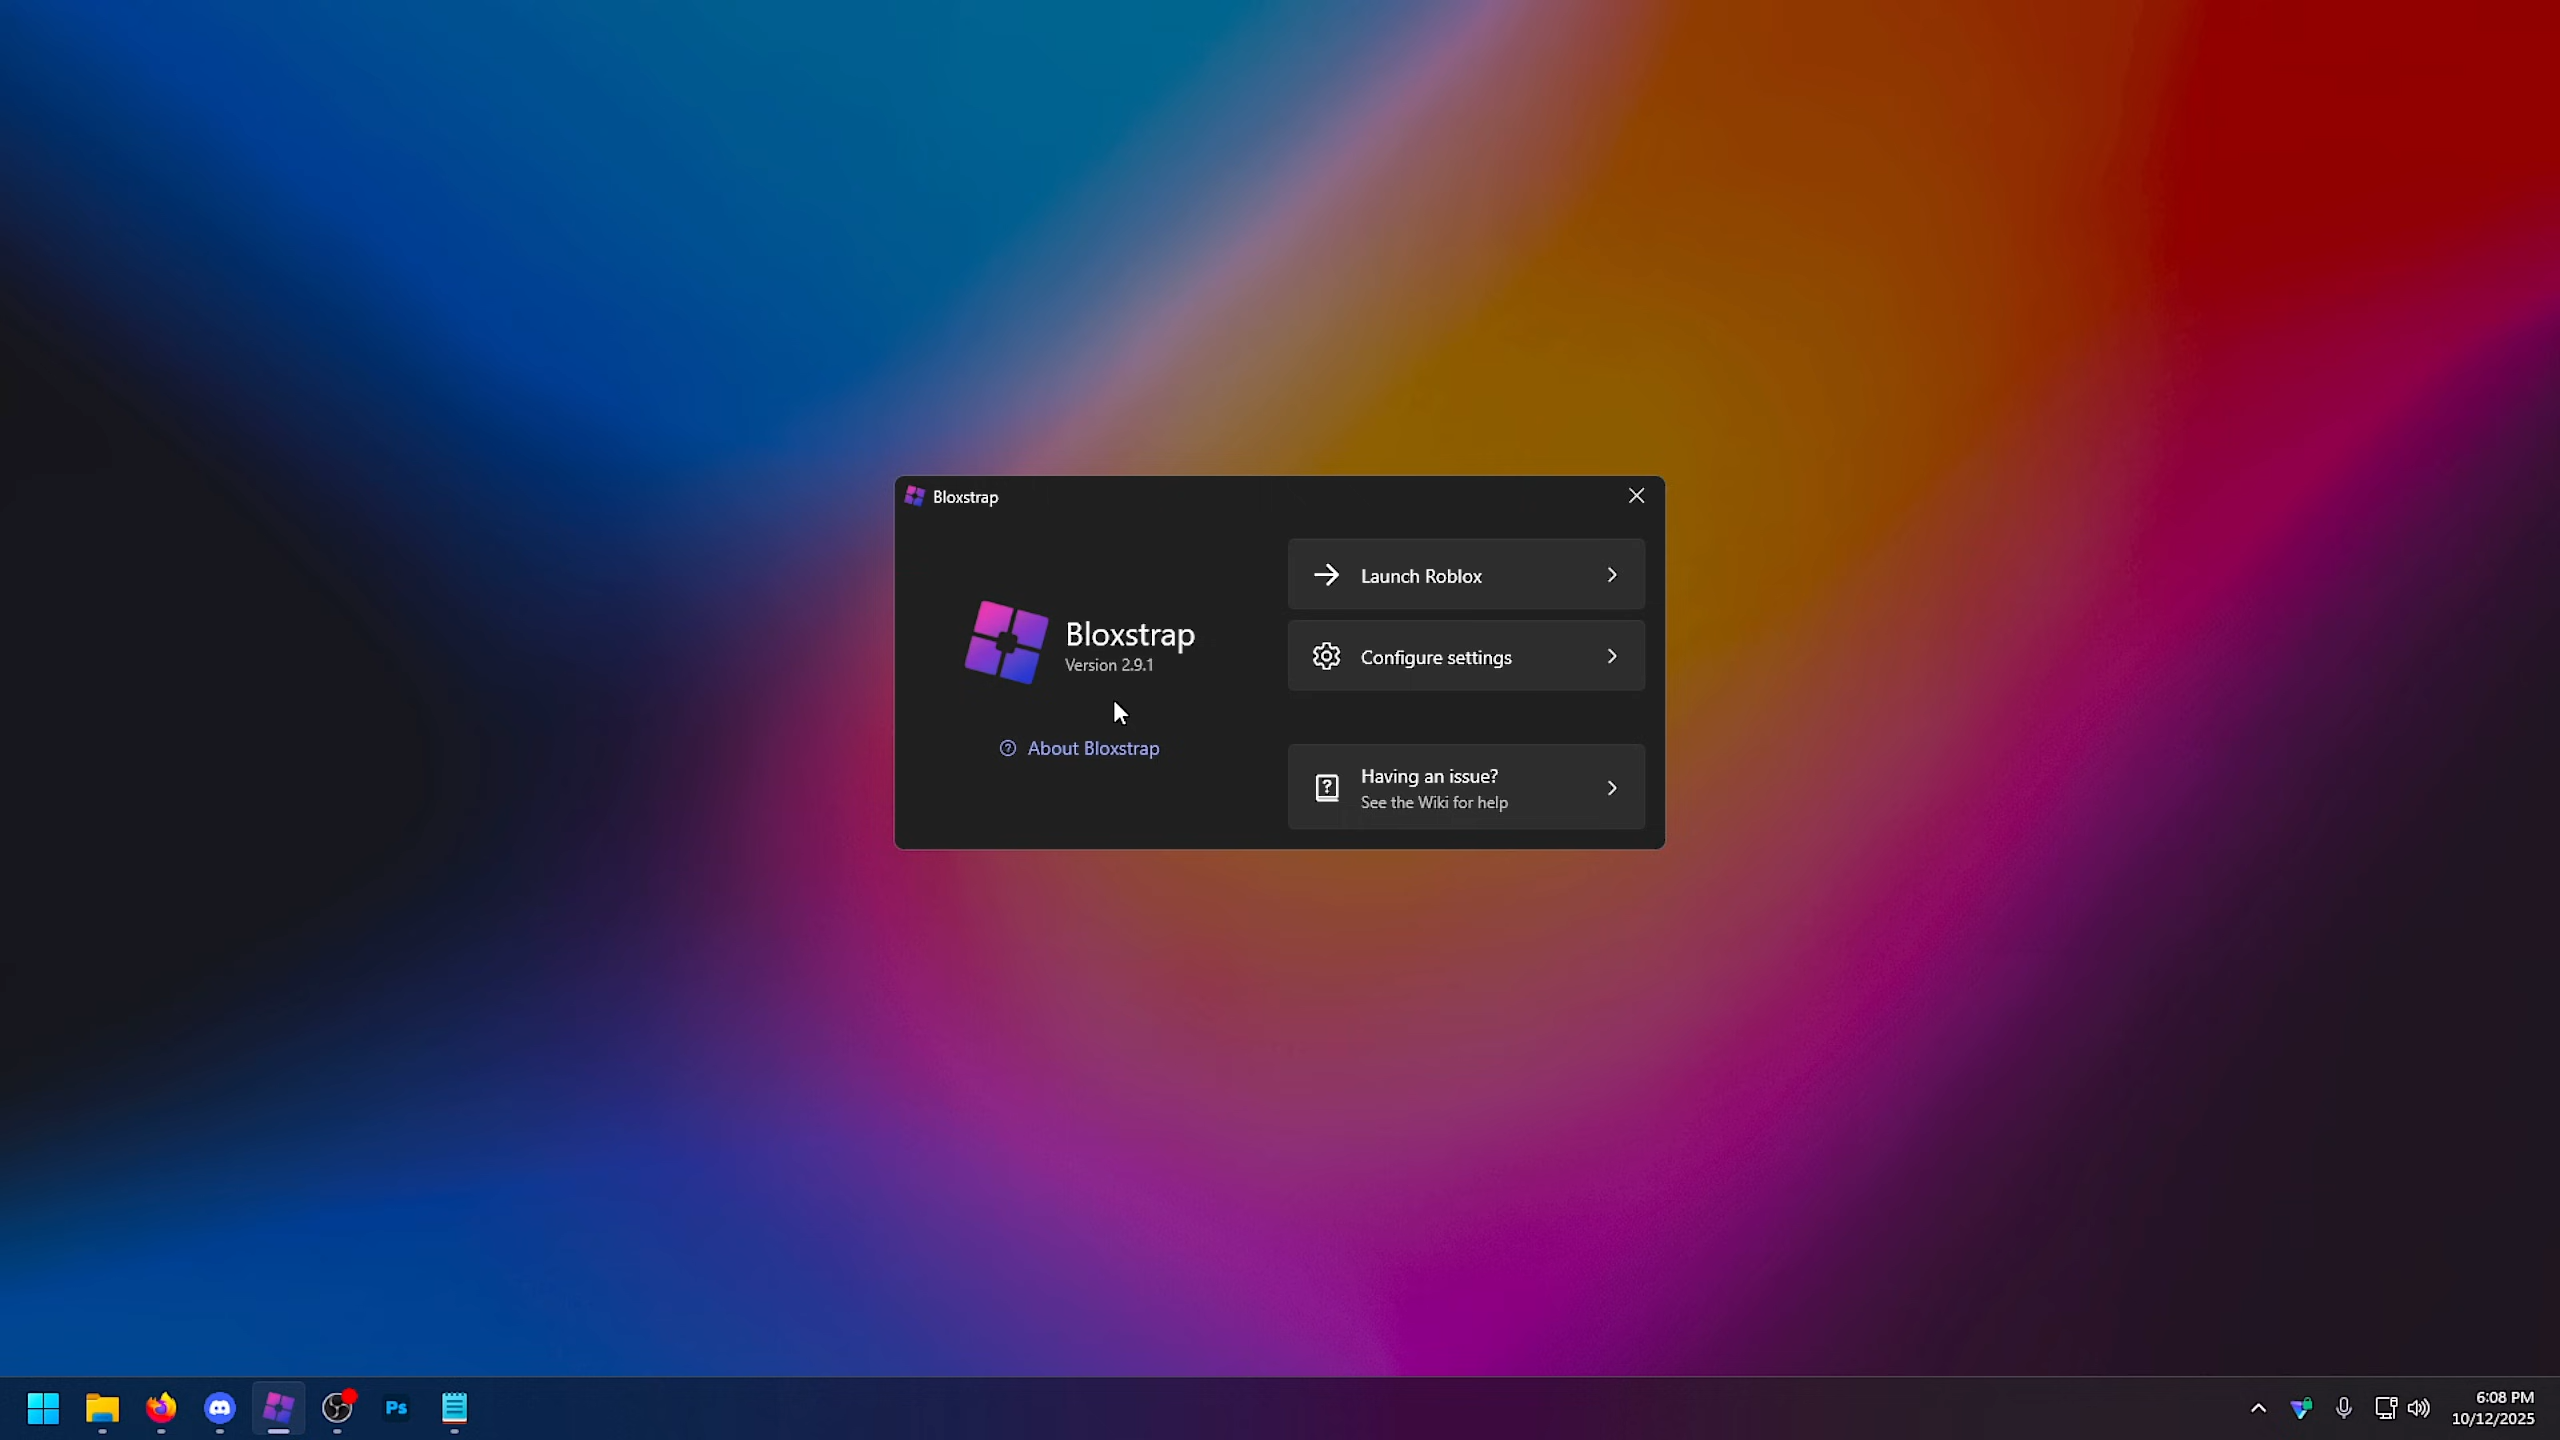 Bloxstrap
Launch Roblox
Bloxstrap
Version 2.9.1
Configure settings
About Bloxstrap
Having an issue?
See the Wiki for help
Ps
6:08 PM
10/12/2025